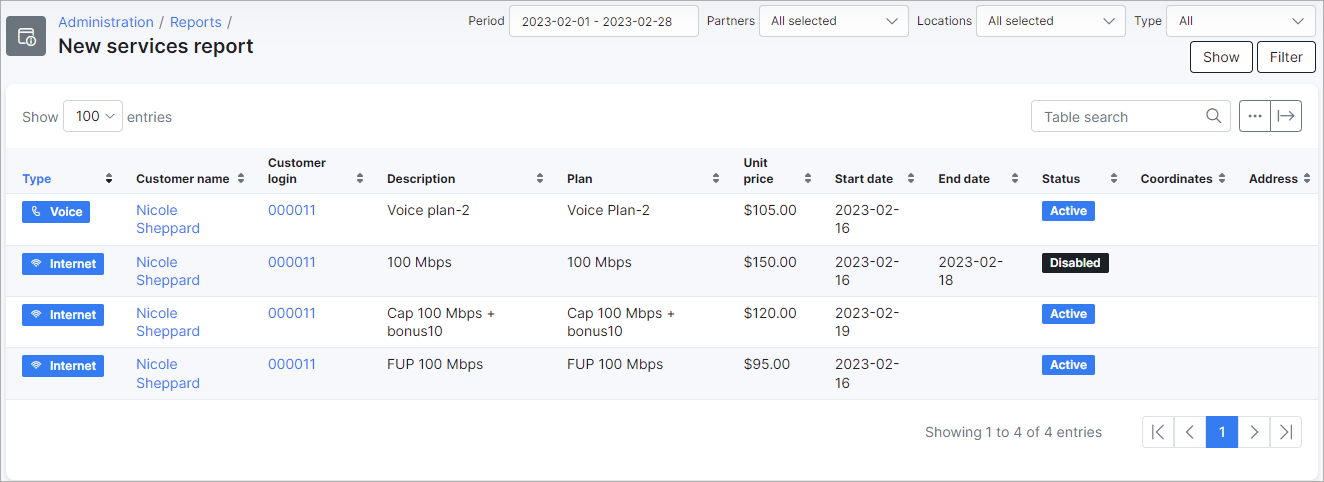 Administration / Reports /
New services report
Period 2023-02-01 - 2023-02-28 Partners All selected Locations All selected Type All
Show Filter
Show 100 entries Table search ···
Type Customer name Customer login Description Plan Unit price Start date End date Status Coordinates Address
Voice Nicole Sheppard 000011 Voice plan-2 Voice Plan-2 $105.00 2023-02-16 Active
Internet Nicole Sheppard 000011 100 Mbps 100 Mbps $150.00 2023-02-16 2023-02-18 Disabled
Internet Nicole Sheppard 000011 Cap 100 Mbps + bonus10 Cap 100 Mbps + bonus10 $120.00 2023-02-19 Active
Internet Nicole Sheppard 000011 FUP 100 Mbps FUP 100 Mbps $95.00 2023-02-16 Active
Showing 1 to 4 of 4 entries 1